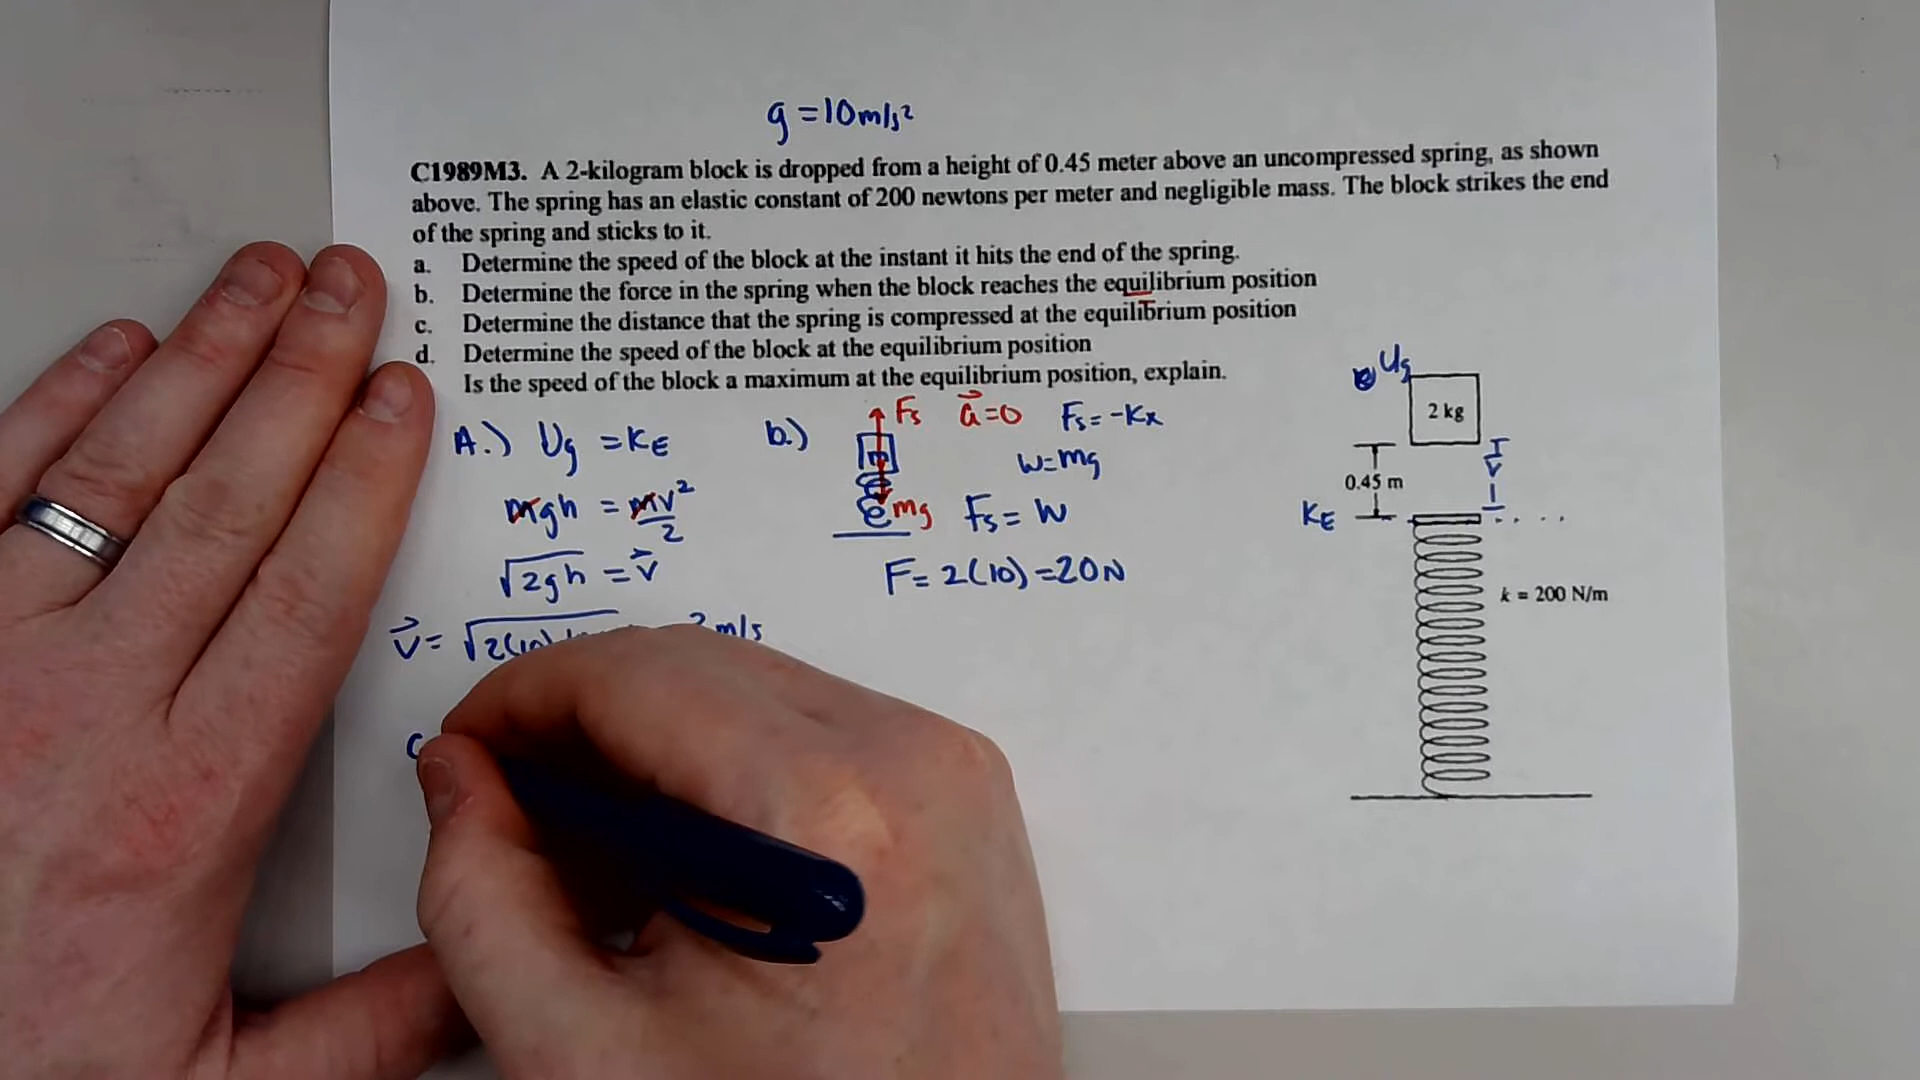 g = 10 m/s²
C1989M3. A 2-kilogram block is dropped from a height of 0.45 meter above an uncompressed spring, as shown
above. The spring has an elastic constant of 200 newtons per meter and negligible mass. The block strikes the end
of the spring and sticks to it.
a. Determine the speed of the block at the instant it hits the end of the spring.
b. Determine the force in the spring when the block reaches the equilibrium position
c. Determine the distance that the spring is compressed at the equilibrium position
d. Determine the speed of the block at the equilibrium position
Is the speed of the block a maximum at the equilibrium position, explain.
A.) Ug = KE
mgh = mv²/2
√2gh = v⃗
v⃗ = √2(10)
m/s
b.)
Fs
a⃗ = 0
Fs = -Kx
m
W = mg
mg
Fs = W
F = 2(10) = 20N
C
Ug
2 kg
0.45 m
KE
k = 200 N/m